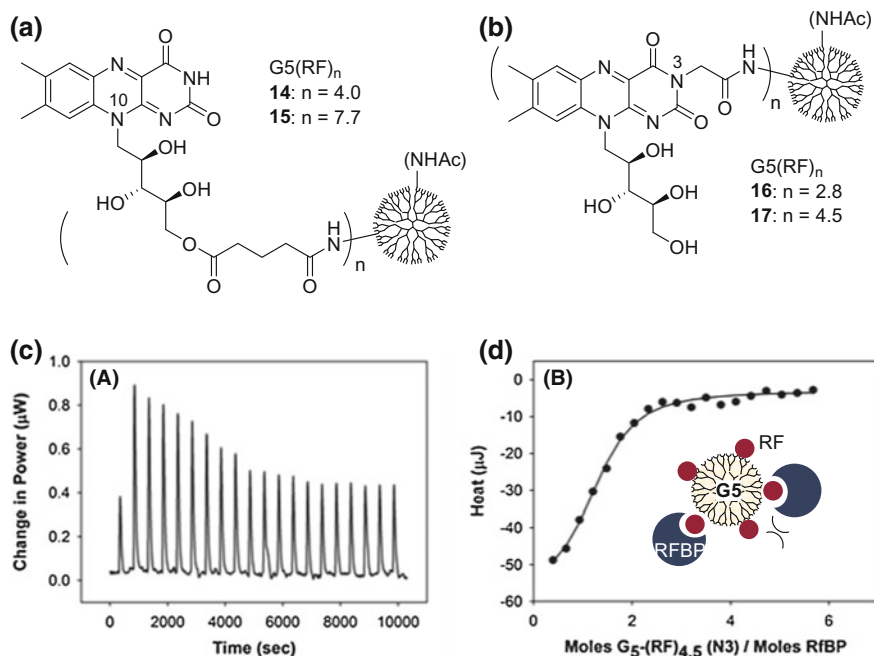 (a)
O
N
NH
10
N
N
O
OH
HO
OH
O
O
O
NH
n
(NHAc)
G5(RF)n
14: n = 4.0
15: n = 7.7
(b)
O
3
N
N
N
N
O
O
HN
n
(NHAc)
OH
HO
OH
OH
G5(RF)n
16: n = 2.8
17: n = 4.5
(c)
(A)
Change in Power (μW)
1.0
0.8
0.6
0.4
0.2
0.0
0 2000 4000 6000 8000 10000
Time (sec)
(d)
(B)
Heat (μJ)
0
-10
-20
-30
-40
-50
-60
RF
G5
RFBP
0 2 4 6
Moles G5-(RF)4.5 (N3) / Moles RfBP